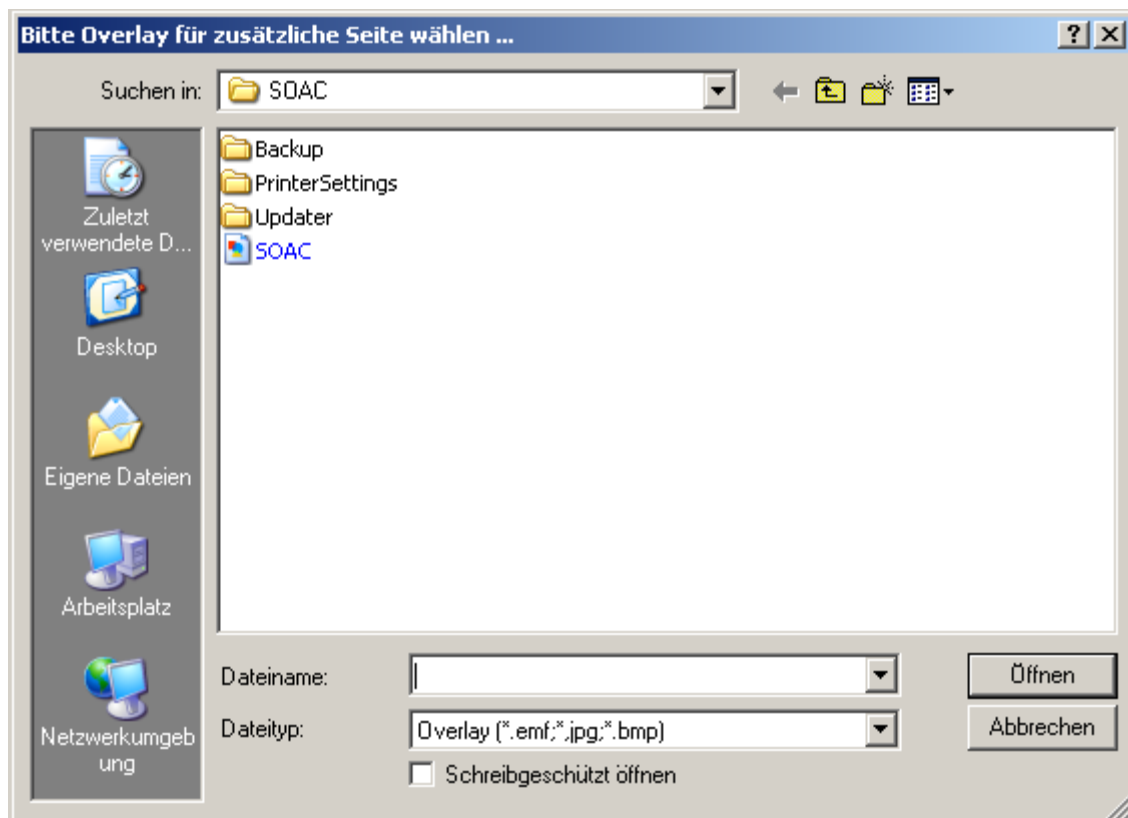 Bitte Overlay für zusätzliche Seite wählen ...
Suchen in:
SOAC
Zuletzt
verwendete D...
Desktop
Eigene Dateien
Arbeitsplatz
Netzwerkumgeb
ung
Backup
PrinterSettings
Updater
SOAC
Dateiname:
Öffnen
Dateityp:
Overlay (*.emf;*,jpg;*.bmp)
Abbrechen
Schreibgeschützt öffnen